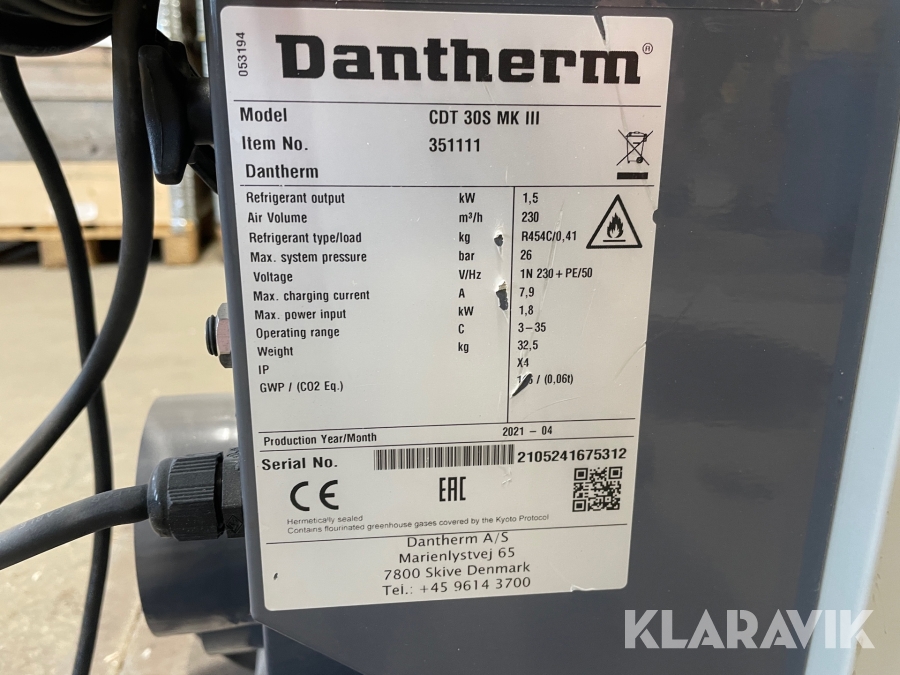 053194
Dantherm®
Model CDT 30S MK III
Item No. 351111
Dantherm
Refrigerant output kW 1,5
Air Volume m³/h 230
Refrigerant type/load kg R454C/0,41
Max. system pressure bar 26
Voltage V/Hz 1N 230 + PE/50
Max. charging current A 7,9
Max. power input kW 1,8
Operating range C 3–35
Weight kg 32,5
IP X4
GWP / (CO2 Eq.) / (0,06t)
Production Year/Month 2021 – 04
Serial No. 2105241675312
CE EAC
Hermetically sealed
Contains flourinated greenhouse gases covered by the Kyoto Protocol
Dantherm A/S
Marienlystvej 65
7800 Skive Denmark
Tel.: +45 9614 3700
KLARAVIK